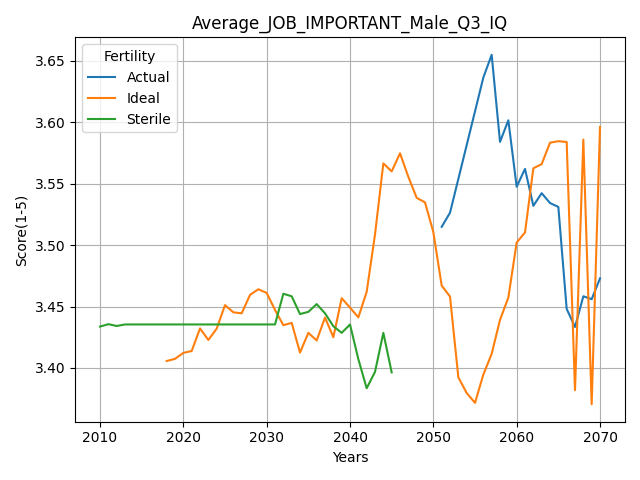 Average_JOB_IMPORTANT_Male_Q3_IQ
Fertility
Actual
Ideal
Sterile
Score(1-5)
3.65
3.60
3.55
3.50
3.45
3.40
2010 2020 2030 2040 2050 2060 2070
Years